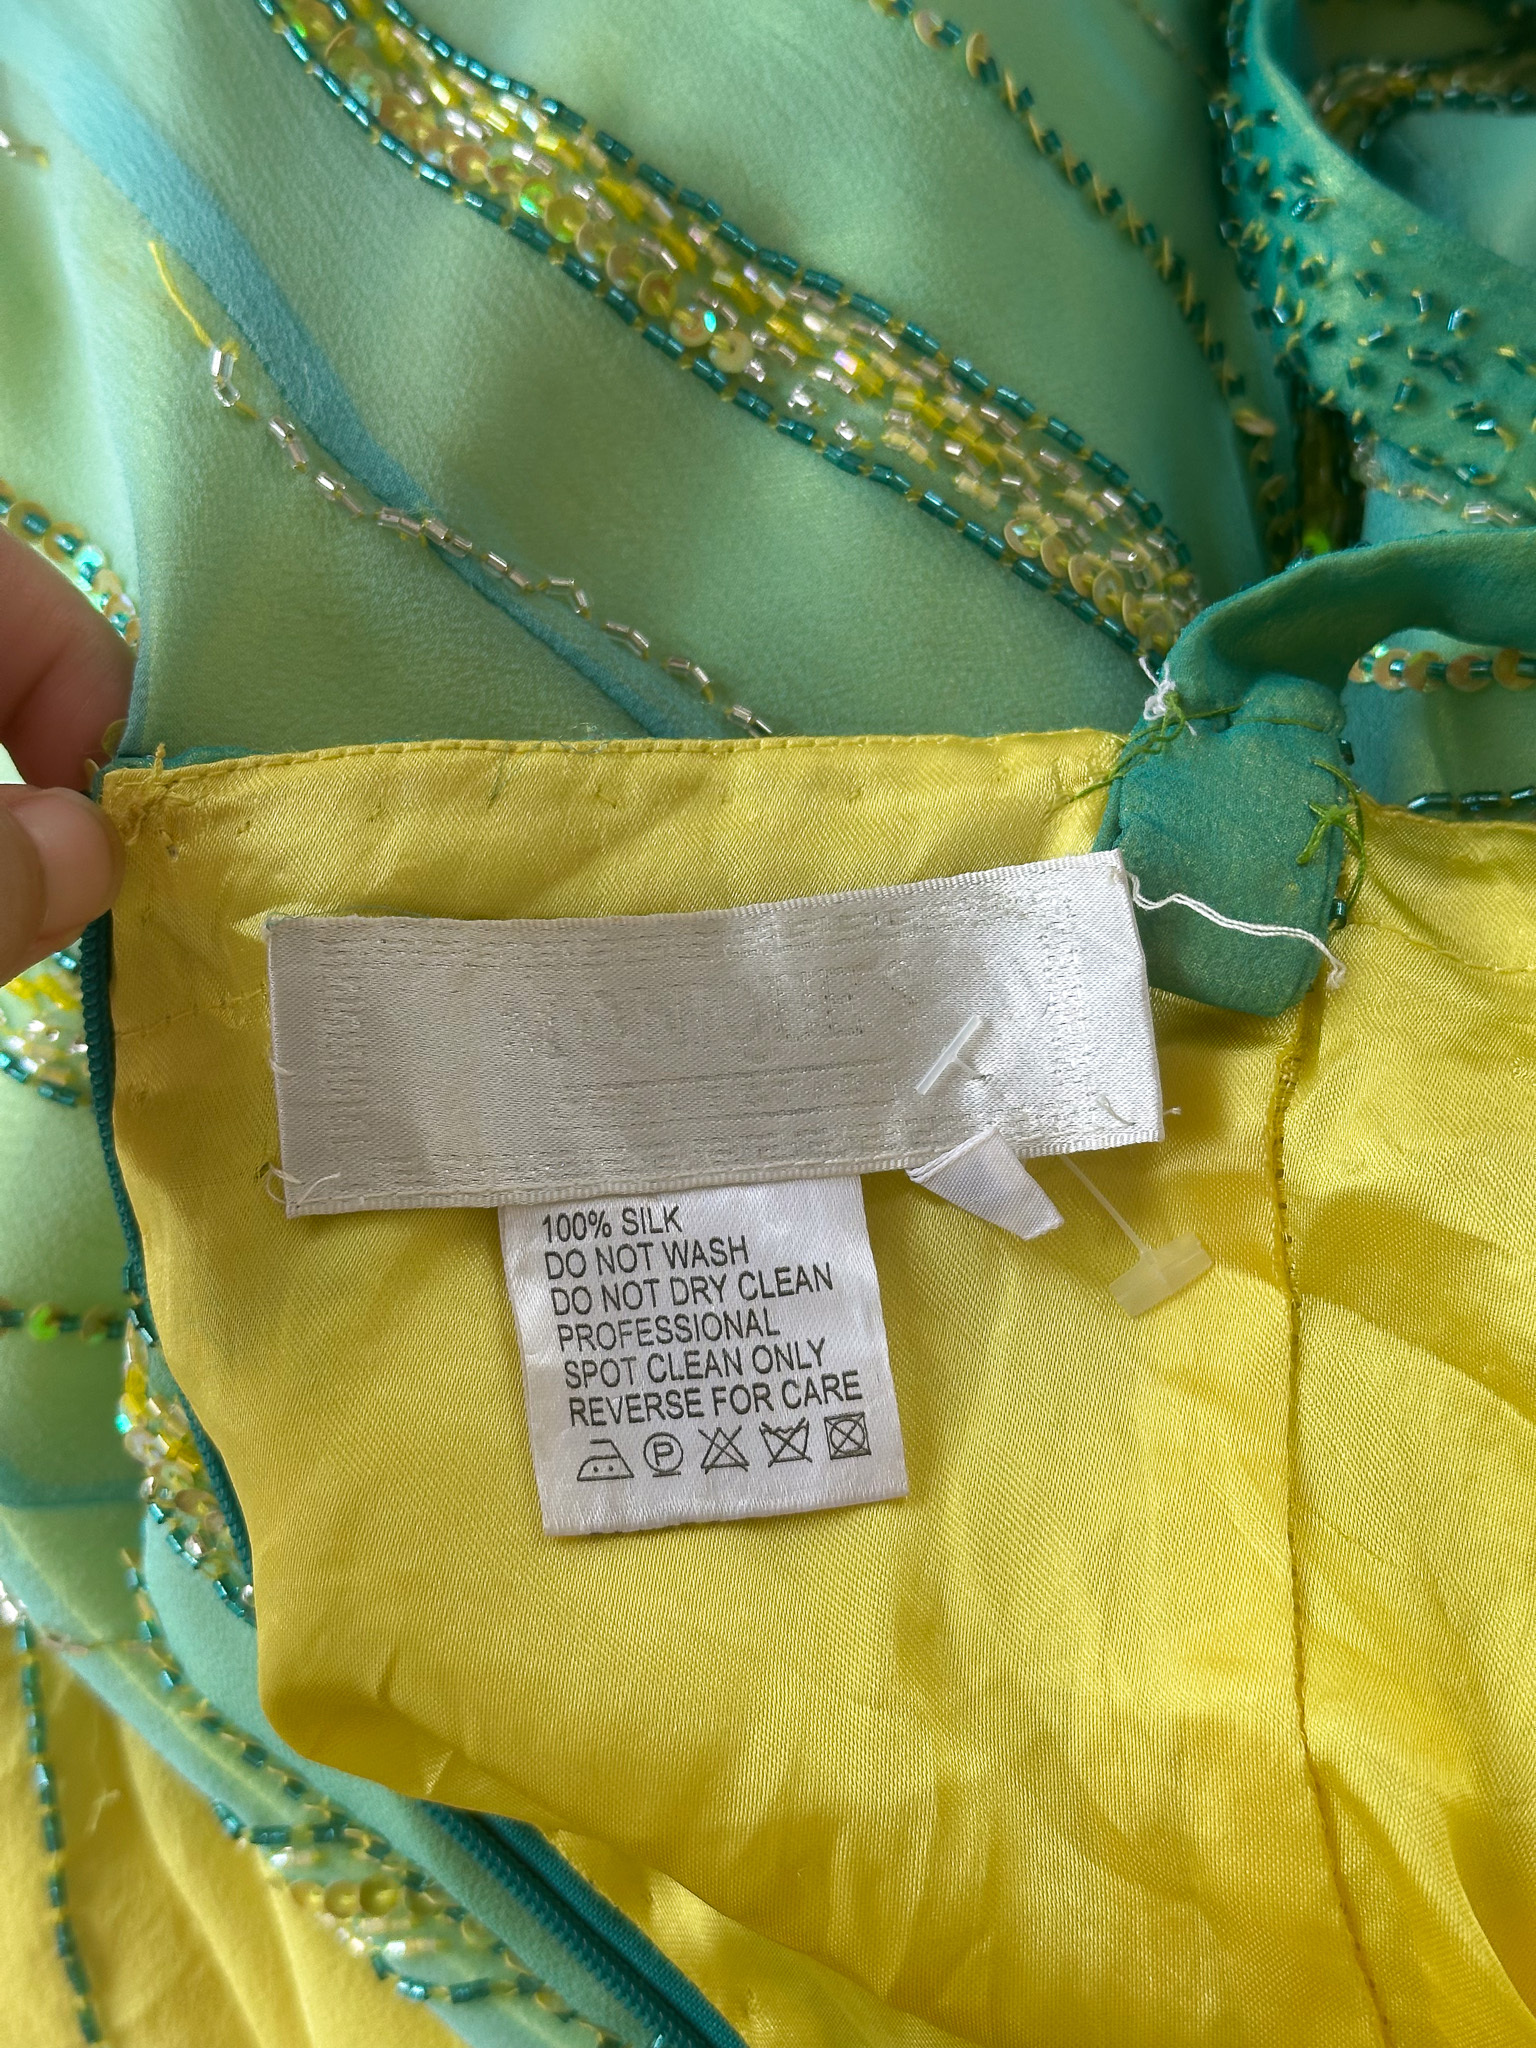 100% SILK
DO NOT WASH
DO NOT DRY CLEAN
PROFESSIONAL
SPOT CLEAN ONLY
REVERSE FOR CARE
P